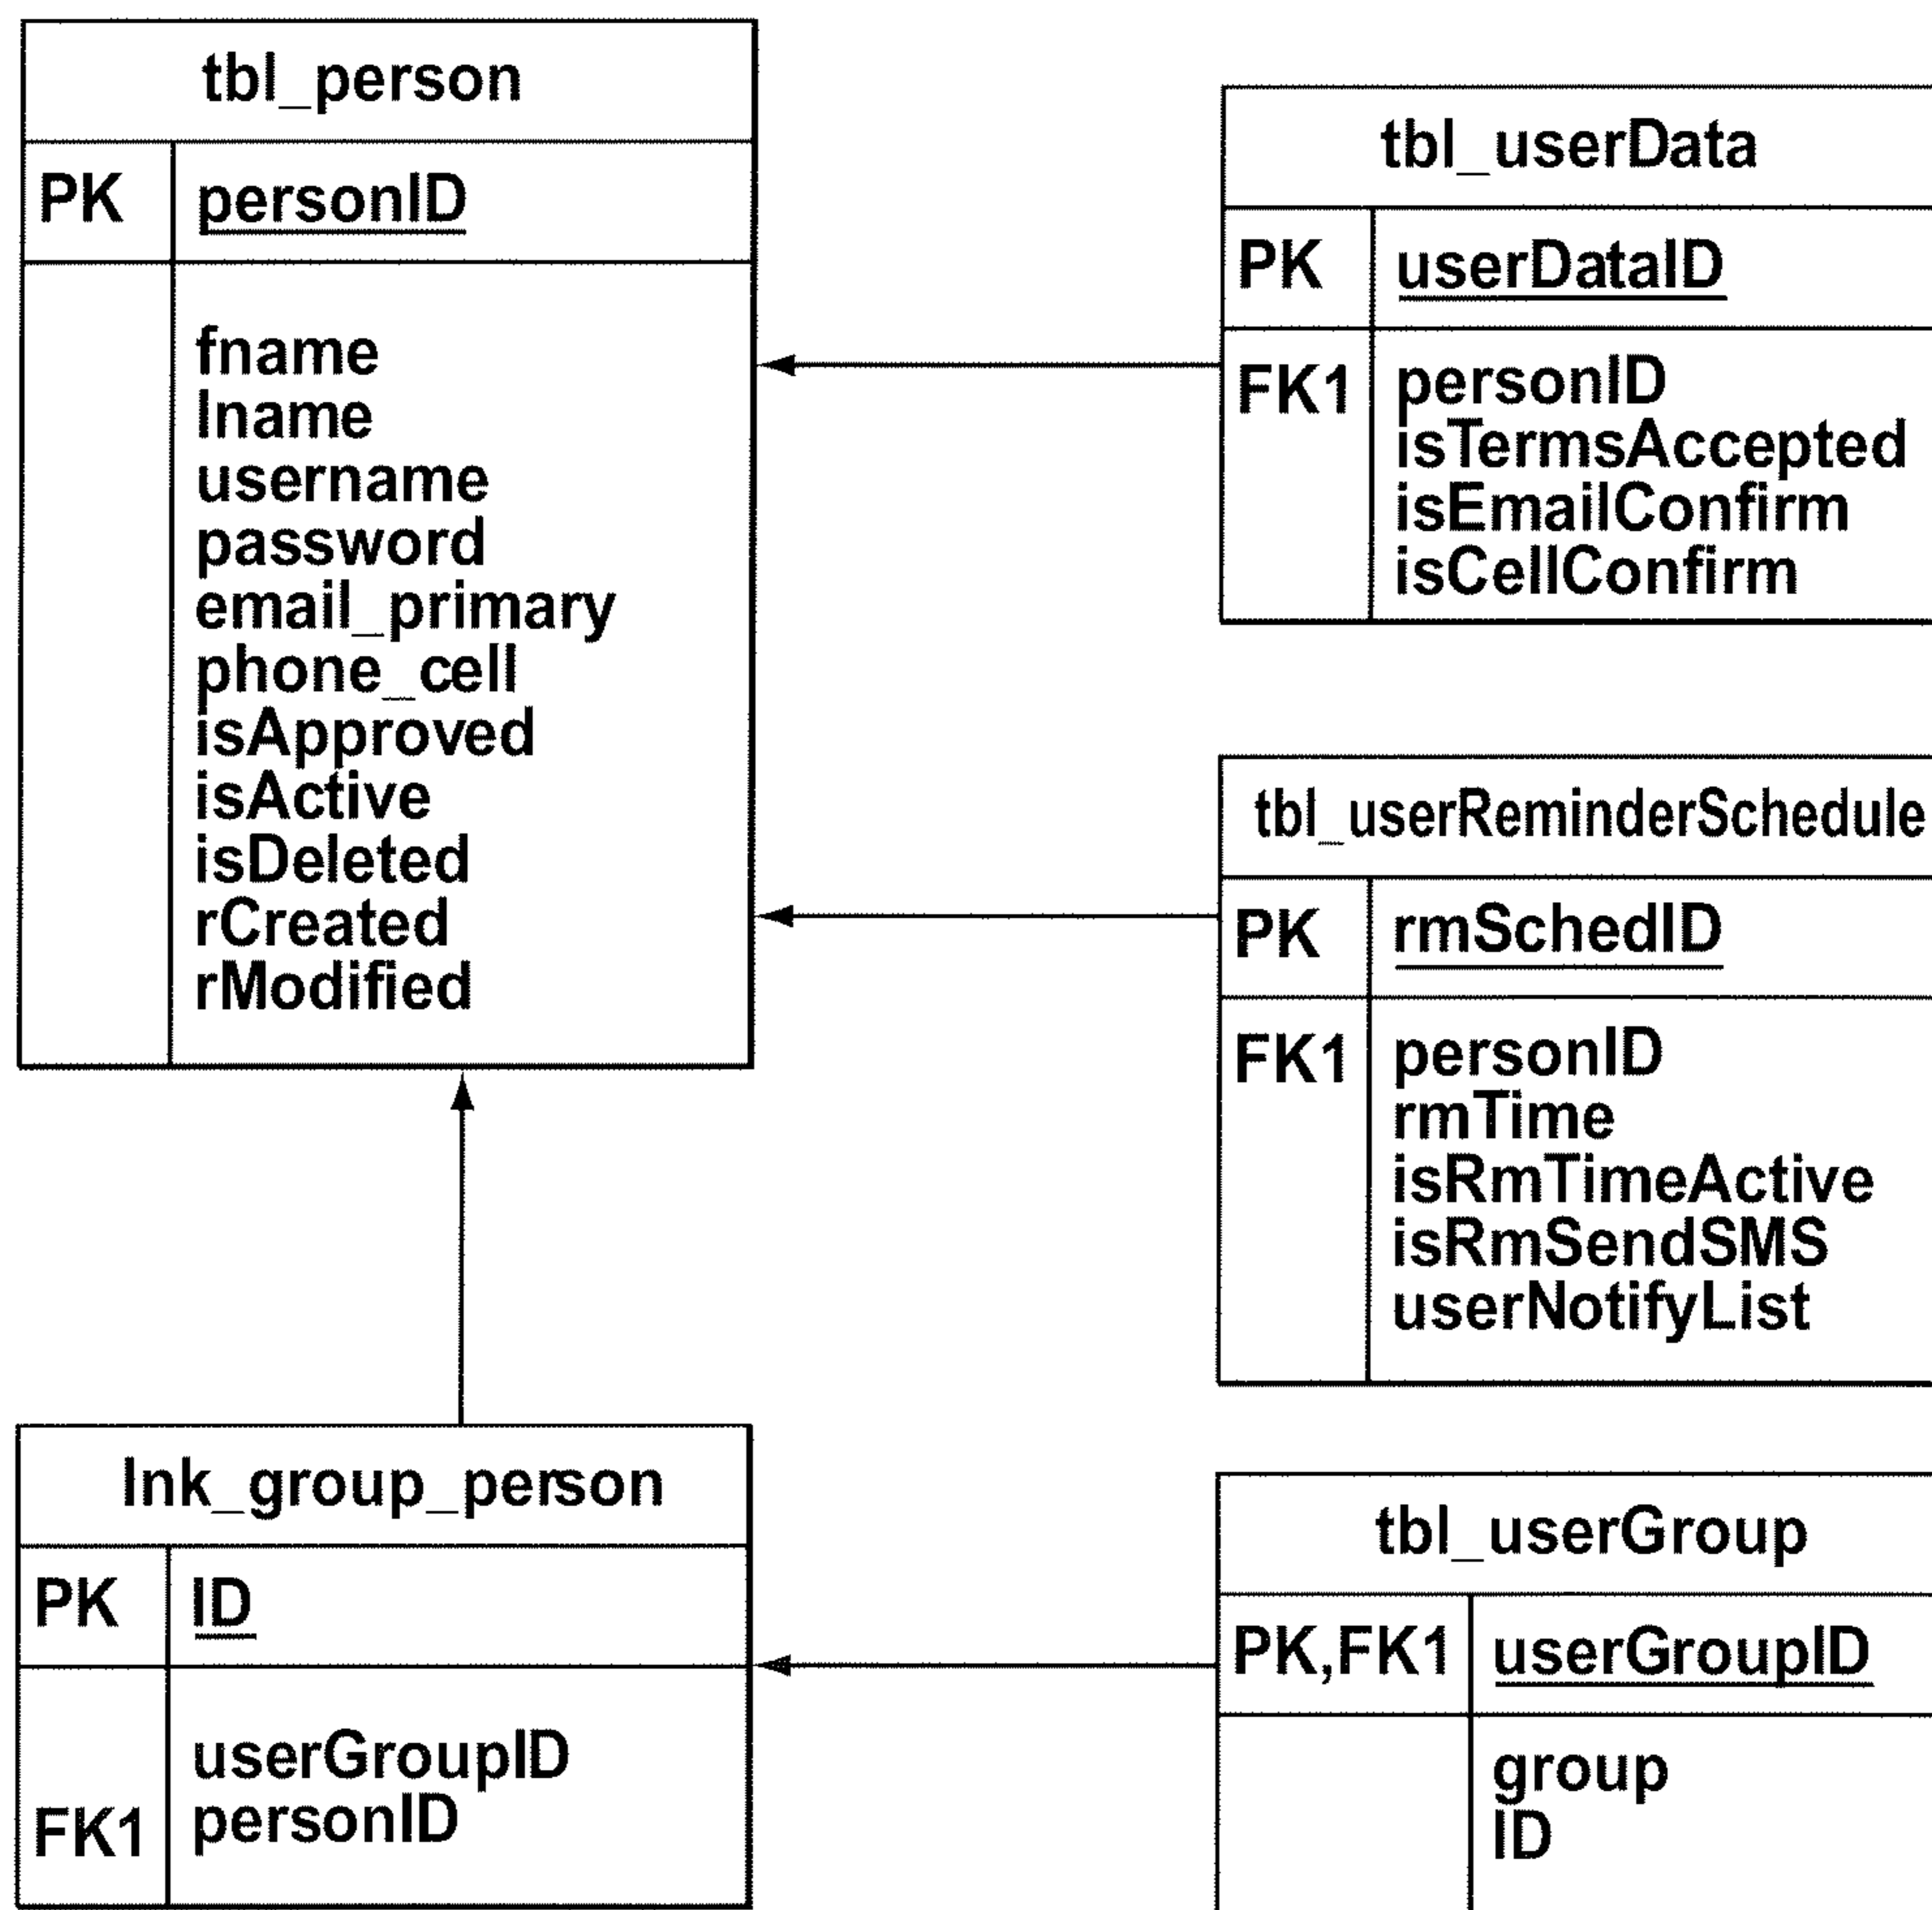 tbl_person
PK personID
fname
lname
username
password
email_primary
phone_cell
isApproved
isActive
isDeleted
rCreated
rModified
tbl_userData
PK userDataID
FK1 personID
isTermsAccepted
isEmailConfirm
isCellConfirm
tbl_userReminderSchedule
PK rmSchedID
FK1 personID
rmTime
isRmTimeActive
isRmSendSMS
userNotifyList
lnk_group_person
PK ID
userGroupID
FK1 personID
tbl_userGroup
PK,FK1 userGroupID
group
ID